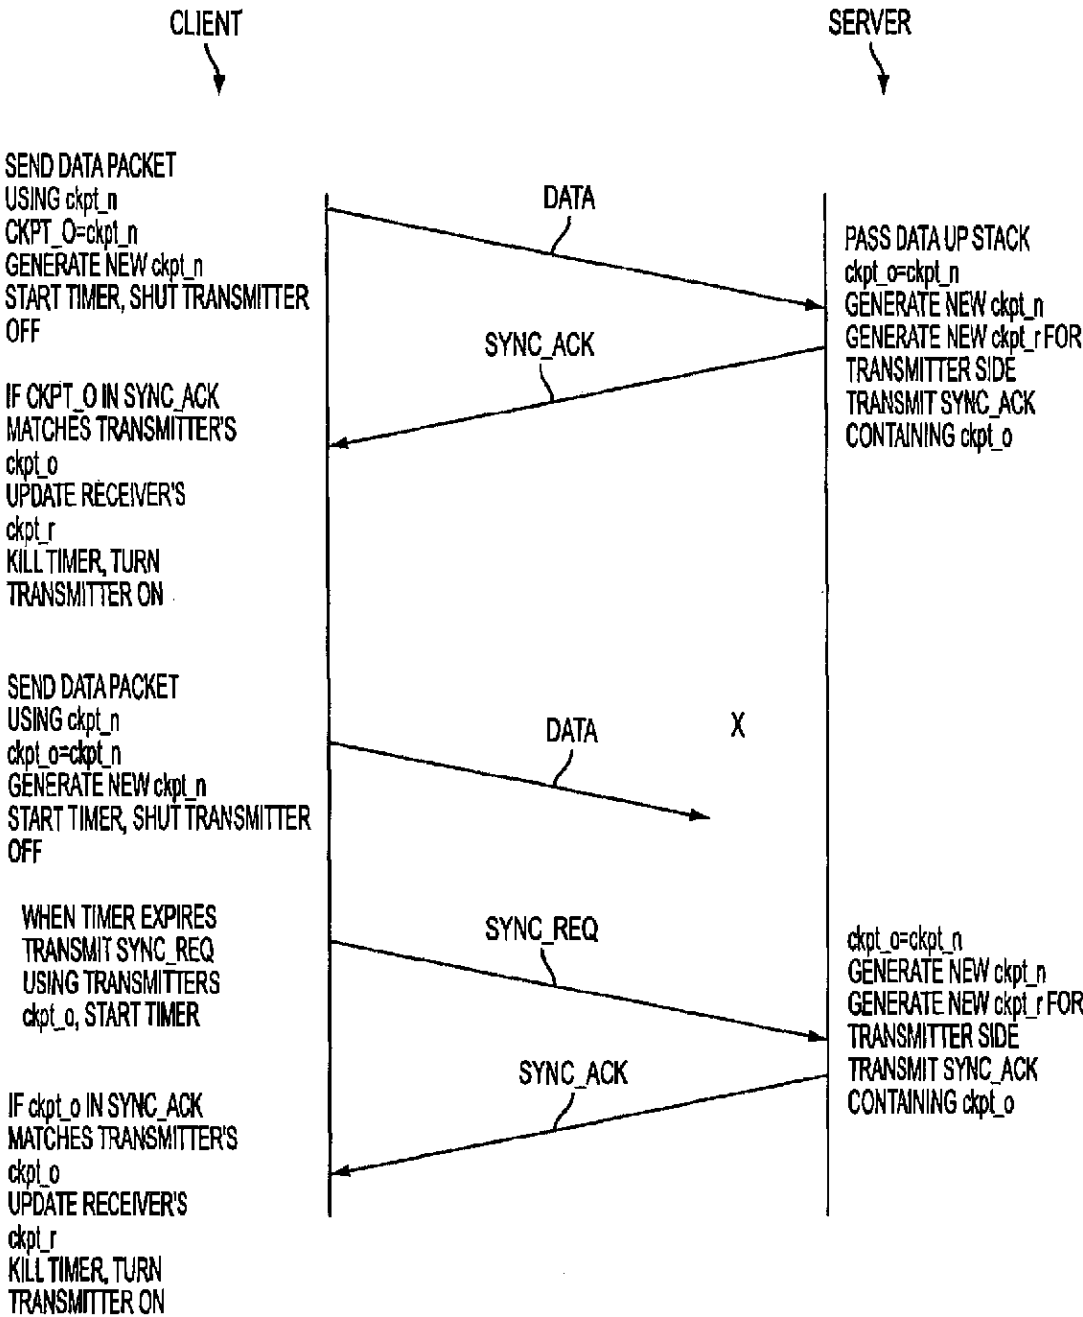 CLIENT
SERVER
SEND DATA PACKET
USING ckpt_n
CKPT_O=ckpt_n
GENERATE NEW ckpt_n
START TIMER, SHUT TRANSMITTER
OFF
DATA
PASS DATA UP STACK
ckpt_o=ckpt_n
GENERATE NEW ckpt_n
GENERATE NEW ckpt_r FOR
TRANSMITTER SIDE
TRANSMIT SYNC_ACK
CONTAINING ckpt_o
SYNC_ACK
IF CKPT_O IN SYNC_ACK
MATCHES TRANSMITTER'S
ckpt_o
UPDATE RECEIVER'S
ckpt_r
KILL TIMER, TURN
TRANSMITTER ON
SEND DATA PACKET
USING ckpt_n
ckpt_o=ckpt_n
GENERATE NEW ckpt_n
START TIMER, SHUT TRANSMITTER
OFF
DATA
X
WHEN TIMER EXPIRES
TRANSMIT SYNC_REQ
USING TRANSMITTERS
ckpt_o, START TIMER
SYNC_REQ
ckpt_o=ckpt_n
GENERATE NEW ckpt_n
GENERATE NEW ckpt_r FOR
TRANSMITTER SIDE
TRANSMIT SYNC_ACK
CONTAINING ckpt_o
SYNC_ACK
IF ckpt_o IN SYNC_ACK
MATCHES TRANSMITTER'S
ckpt_o
UPDATE RECEIVER'S
ckpt_r
KILL TIMER, TURN
TRANSMITTER ON